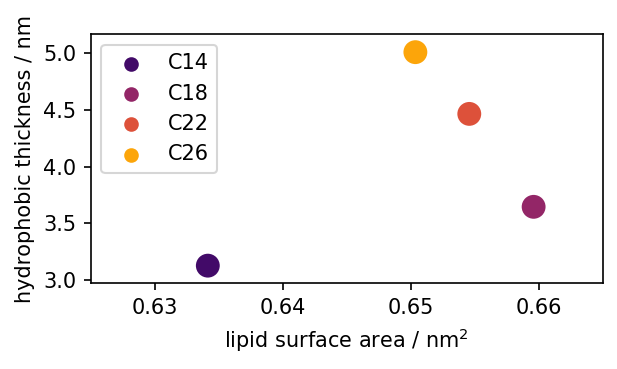 hydrophobic thickness / nm
5.0
4.5
4.0
3.5
3.0
C14
C18
C22
C26
0.63 0.64 0.65 0.66
lipid surface area / nm²